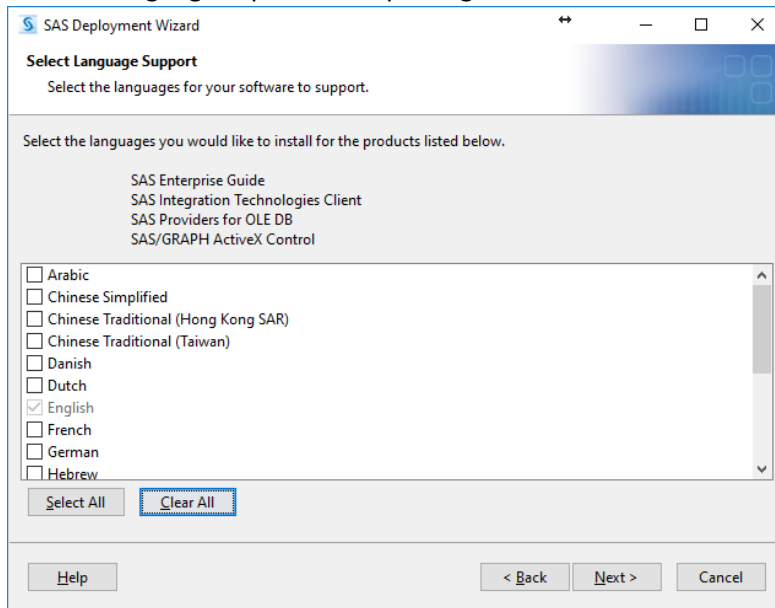 SAS Deployment Wizard
Select Language Support
Select the languages for your software to support.
Select the languages you would like to install for the products listed below.
SAS Enterprise Guide
SAS Integration Technologies Client
SAS Providers for OLE DB
SAS/GRAPH ActiveX Control
Arabic
Chinese Simplified
Chinese Traditional (Hong Kong SAR)
Chinese Traditional (Taiwan)
Danish
Dutch
English
French
German
Hebrew
Select All Clear All
Help < Back Next > Cancel